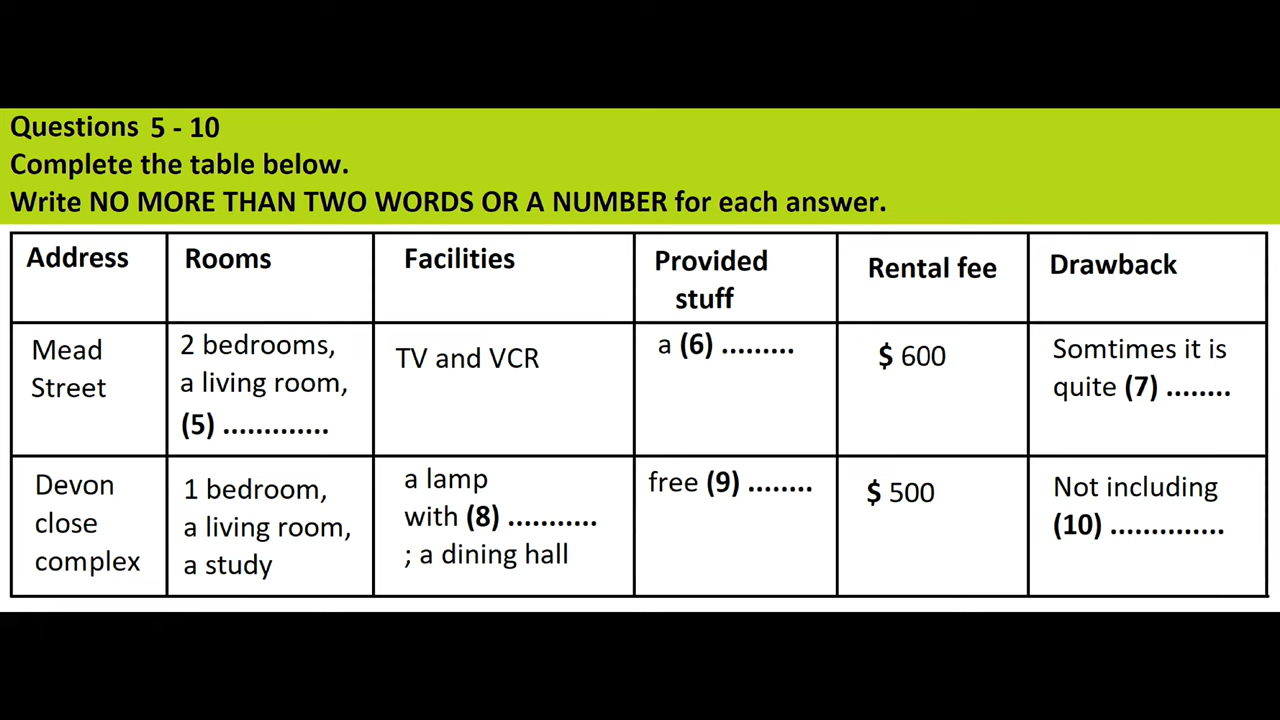 Questions 5 - 10
Complete the table below.
Write NO MORE THAN TWO WORDS OR A NUMBER for each answer.
Address
Rooms
Facilities
Provided
stuff
Rental fee
Drawback
Mead
Street
2 bedrooms,
a living room,
(5) .............
TV and VCR
a (6) .........
$ 600
Somtimes it is
quite (7) ........
Devon
close
complex
1 bedroom,
a living room,
a study
a lamp
with (8) ...........
; a dining hall
free (9) ........
$ 500
Not including
(10) ..............